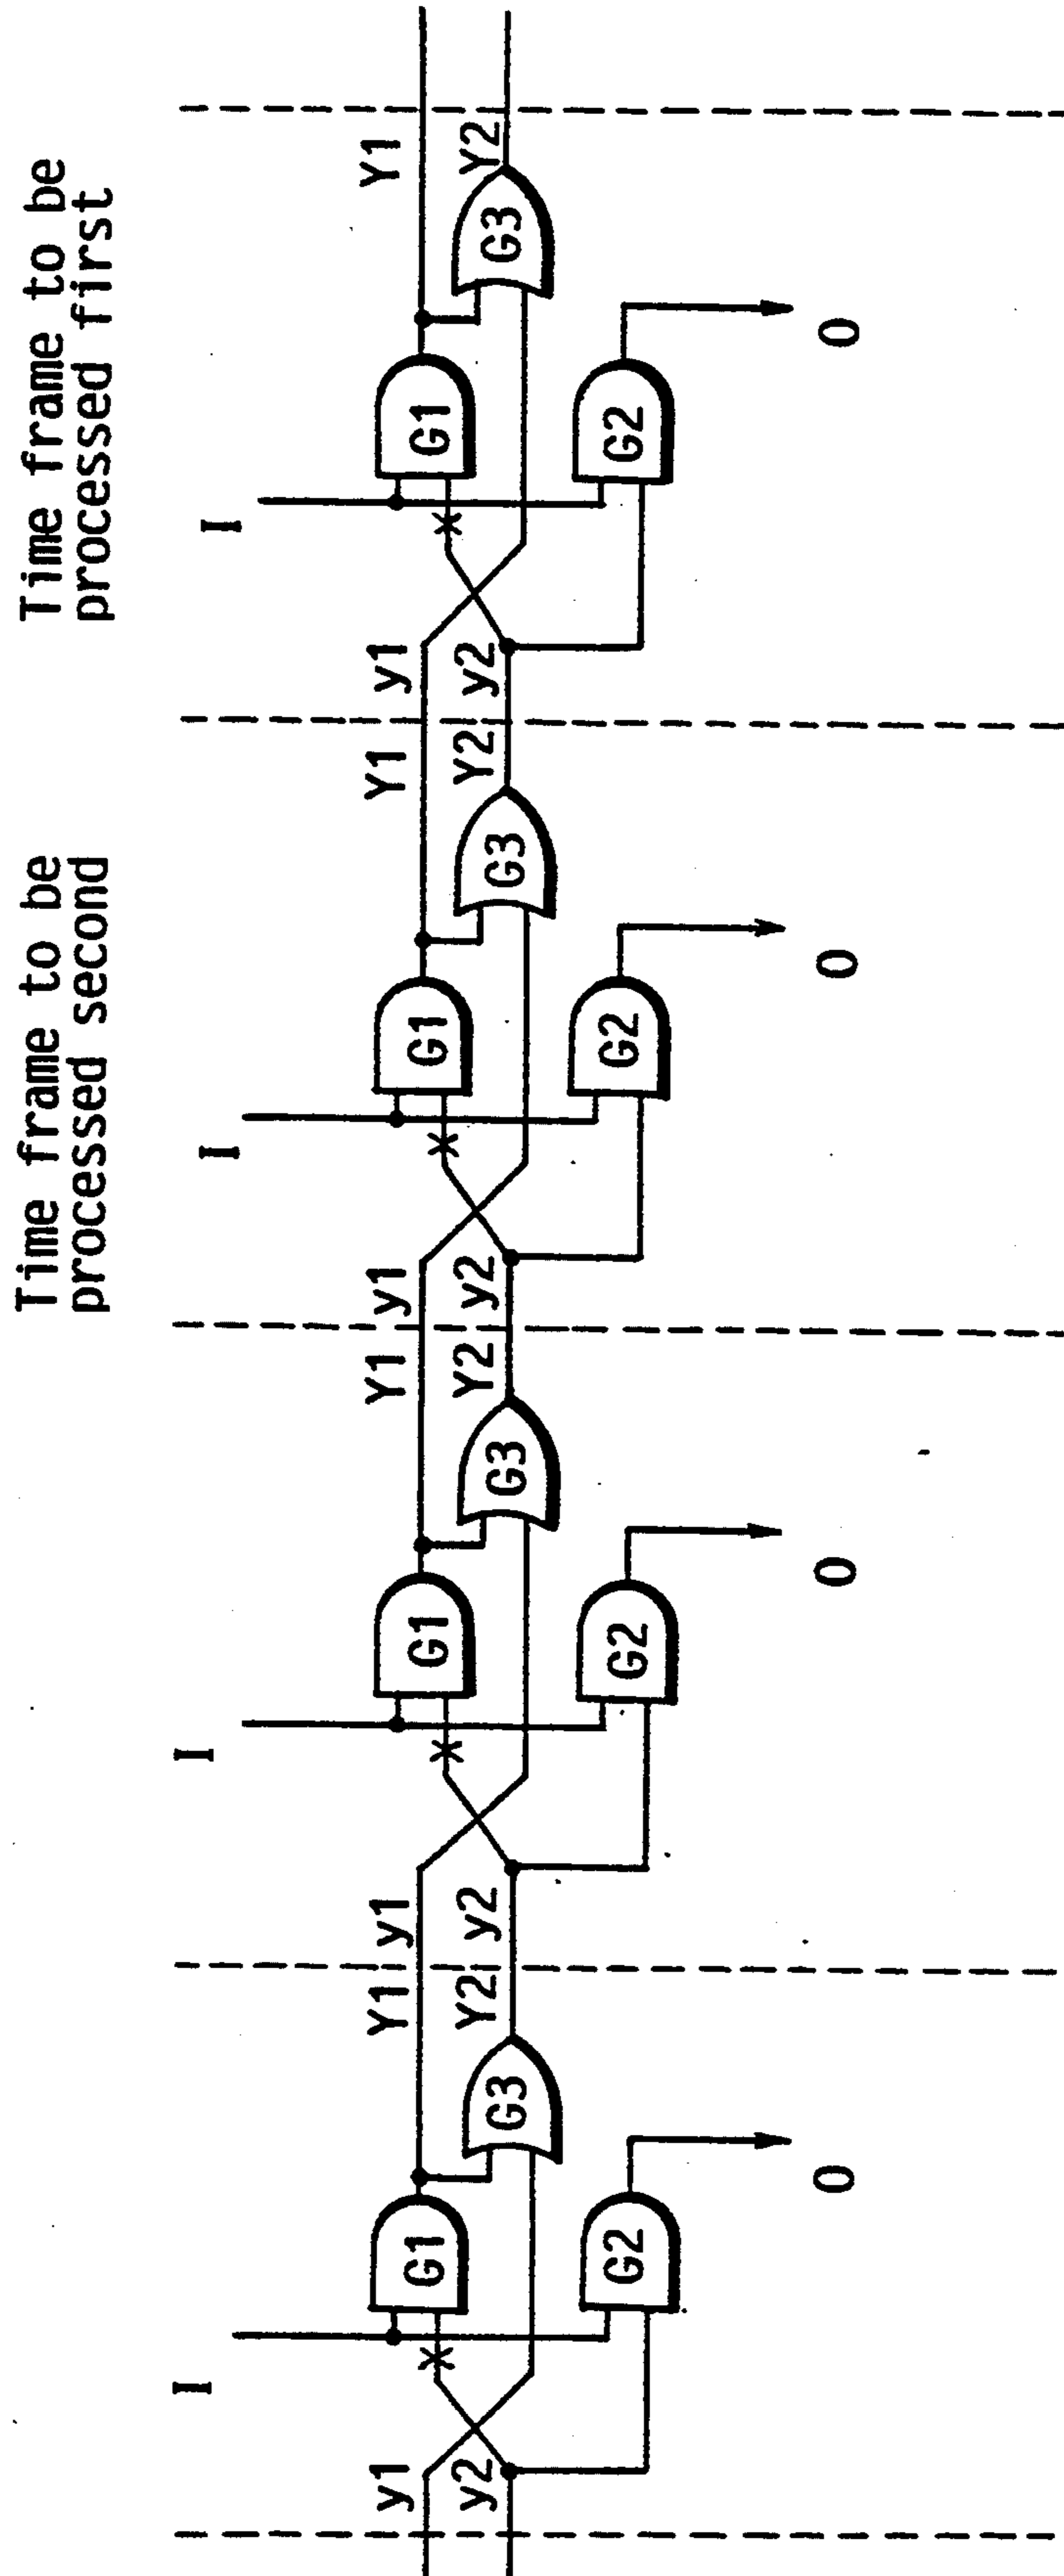 Time frame to be
processed second
Time frame to be
processed first
I I I I
y1 Y1 y1 Y1 y1 Y1 y1 Y1
G1 G1 G1 G1
y2 Y2 y2 Y2 y2 Y2 y2 Y2
G3 G3 G3 G3
G2 G2 G2 G2
O O O O